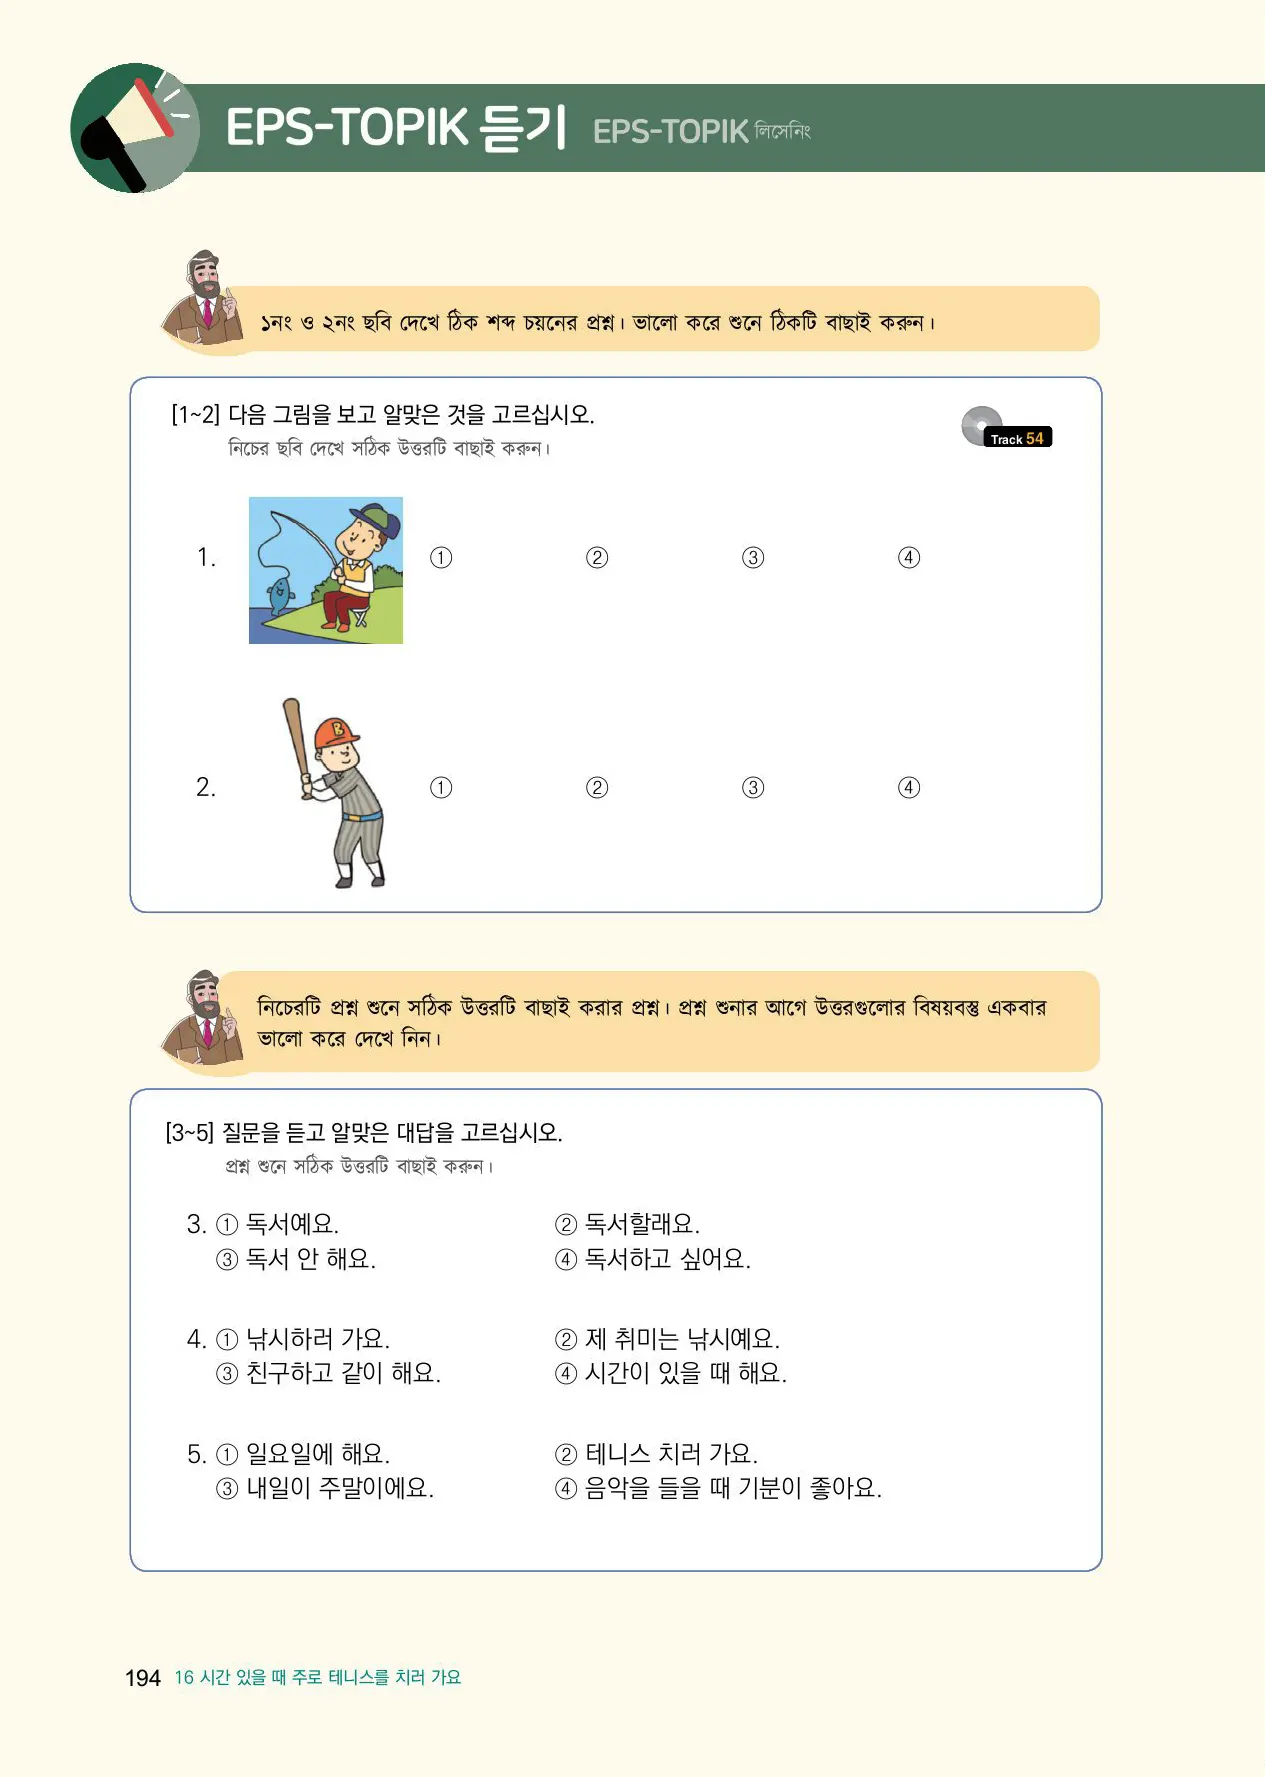 EPS-TOPIK 듣기 EPS-TOPIK লিসেনিং
১নং ও ২নং ছবি দেখে ঠিক শব্দ চয়নের প্রশ্ন। ভালো করে শুনে ঠিকটি বাছাই করুন।
[1~2] 다음 그림을 보고 알맞은 것을 고르십시오.
নিচের ছবি দেখে সঠিক উত্তরটি বাছাই করুন।
Track 54
1. ① ② ③ ④
B
2. ① ② ③ ④
নিচেরটি প্রশ্ন শুনে সঠিক উত্তরটি বাছাই করার প্রশ্ন। প্রশ্ন শুনার আগে উত্তরগুলোর বিষয়বস্তু একবার
ভালো করে দেখে নিন।
[3~5] 질문을 듣고 알맞은 대답을 고르십시오.
প্রশ্ন শুনে সঠিক উত্তরটি বাছাই করুন।
3. ① 독서예요. ② 독서할래요.
③ 독서 안 해요. ④ 독서하고 싶어요.
4. ① 낚시하러 가요. ② 제 취미는 낚시예요.
③ 친구하고 같이 해요. ④ 시간이 있을 때 해요.
5. ① 일요일에 해요. ② 테니스 치러 가요.
③ 내일이 주말이에요. ④ 음악을 들을 때 기분이 좋아요.
194 16 시간 있을 때 주로 테니스를 치러 가요